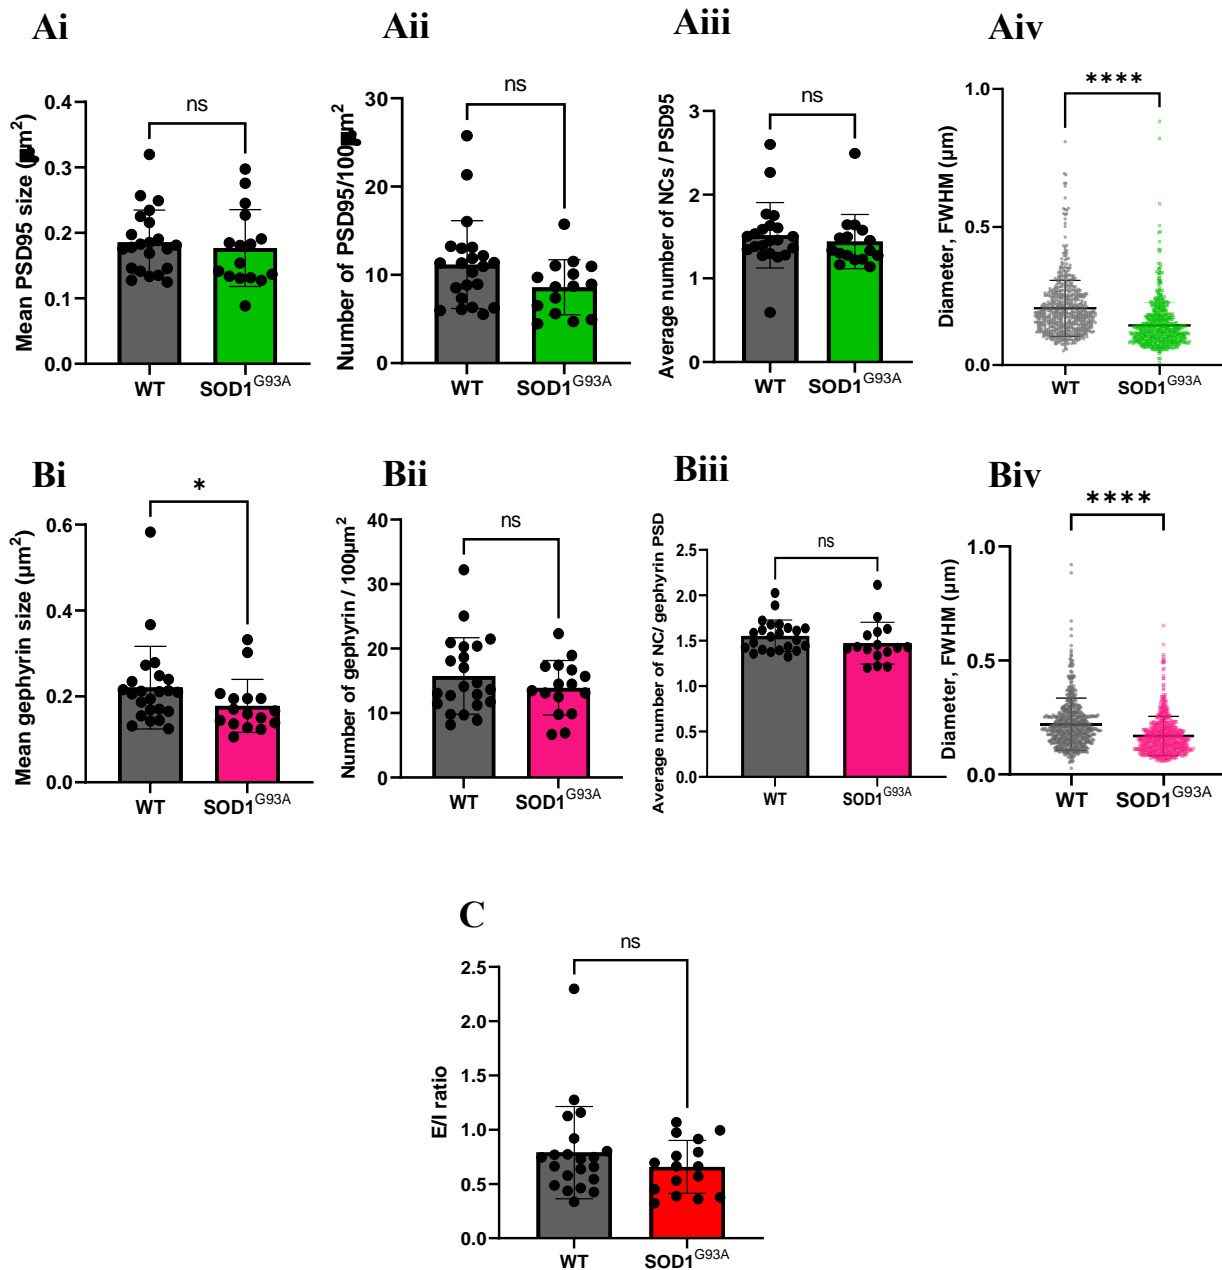 Ai
Aii
Aiii
Aiv
ns
ns
ns
****
Mean PSD95 size (μm²)
0.4
0.3
0.2
0.1
0.0
WT
SOD1G93A
Number of PSD95/100μm²
30
20
10
0
WT
SOD1G93A
Average number of NCs / PSD95
3
2
1
0
WT
SOD1G93A
Diameter, FWHM (μm)
1.0
0.5
0.0
WT
SOD1G93A
Bi
Bii
Biii
Biv
*
ns
ns
****
Mean gephyrin size (μm²)
0.6
0.4
0.2
0.0
WT
SOD1G93A
Number of gephyrin / 100μm²
40
30
20
10
0
WT
SOD1G93A
Average number of NC/ gephyrin PSD
2.5
2.0
1.5
1.0
0.5
0.0
WT
SOD1G93A
Diameter, FWHM (μm)
1.0
0.5
0.0
WT
SOD1G93A
C
ns
E/I ratio
2.5
2.0
1.5
1.0
0.5
0.0
WT
SOD1G93A